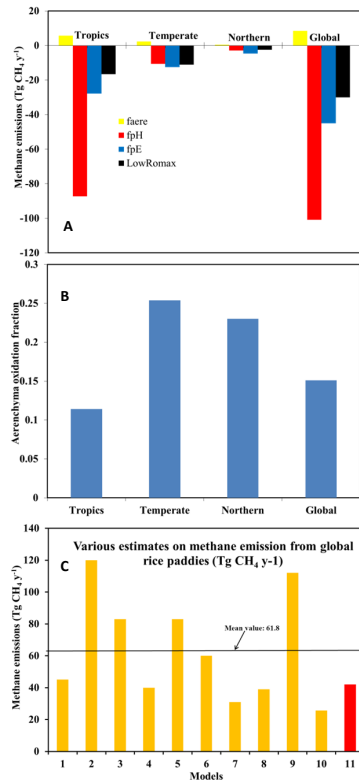 20
0
-20
-40
-60
-80
-100
-120
Methane emissions (Tg CH₄ y⁻¹)
Tropics Temperate Northern Global
faere
fpH
fpE
LowRomax
A
0.3
0.25
0.2
0.15
0.1
0.05
0
Aerenchyma oxidation fraction
B
Tropics Temperate Northern Global
140
120
100
80
60
40
20
0
Methane emissions (Tg CH₄ y⁻¹)
C
Various estimates on methane emission from global
rice paddies (Tg CH₄ y-1)
Mean value: 61.8
1 2 3 4 5 6 7 8 9 10 11
Models